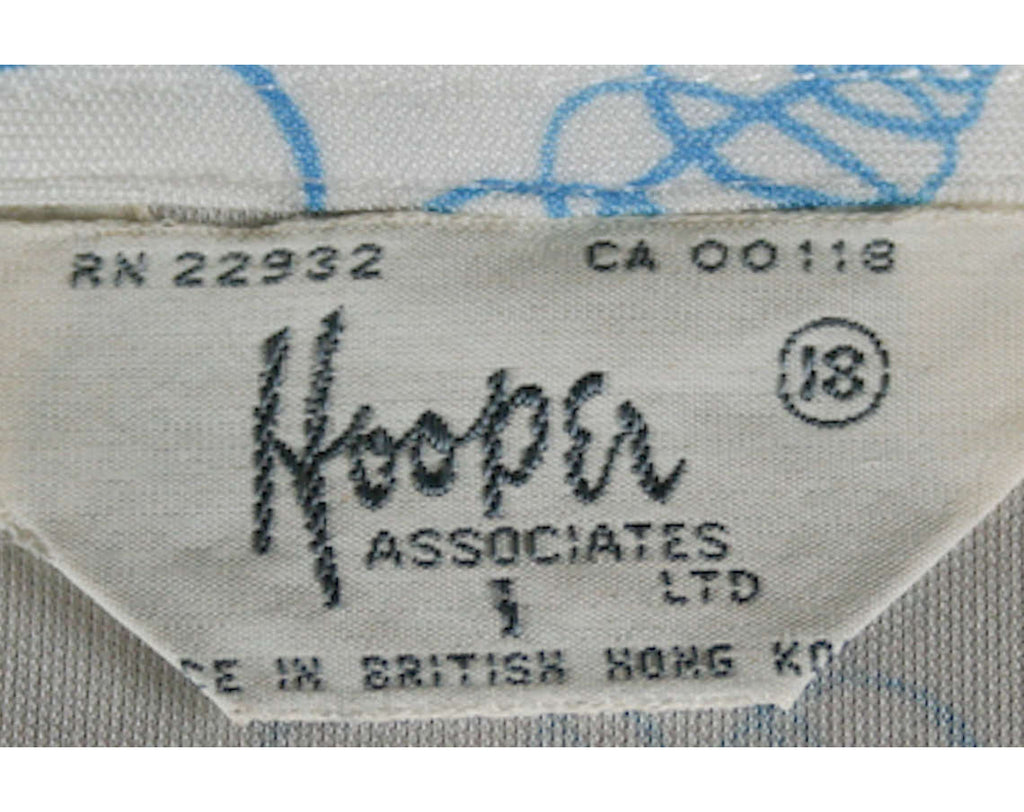 RN 22932 CA 00118
18
Hooper
ASSOCIATES
LTD
IN BRITISH HONG